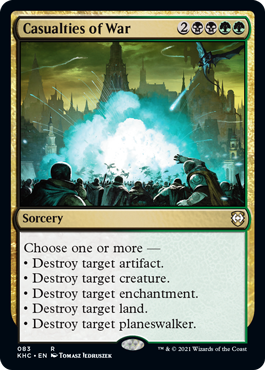 Casualties of War 2
Sorcery
Choose one or more —
• Destroy target artifact.
• Destroy target creature.
• Destroy target enchantment.
• Destroy target land.
• Destroy target planeswalker.
083 R
KHC • EN Tomasz Jedruszek ™ & © 2021 Wizards of the Coast